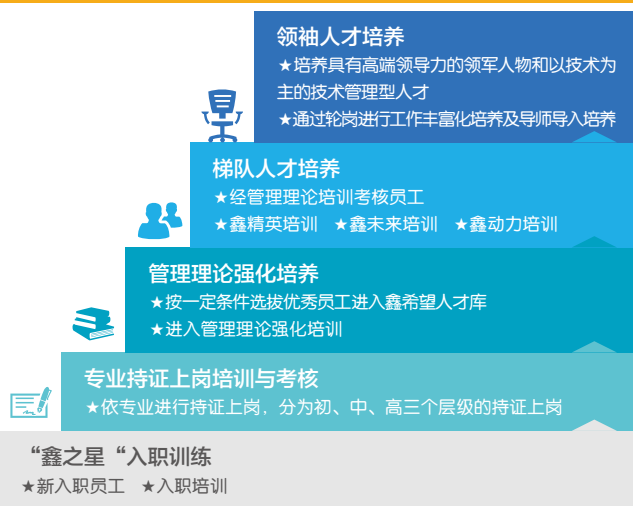 领袖人才培养
★培养具有高端领导力的领军人物和以技术为
主的技术管理型人才
★通过轮岗进行工作丰富化培养及导师导入培养
梯队人才培养
★经管理理论培训考核员工
★鑫精英培训 ★鑫未来培训 ★鑫动力培训
管理理论强化培养
★按一定条件选拔优秀员工进入鑫希望人才库
★进入管理理论强化培训
专业持证上岗培训与考核
★依专业进行持证上岗，分为初、中、高三个层级的持证上岗
“鑫之星“入职训练
★新入职员工 ★入职培训